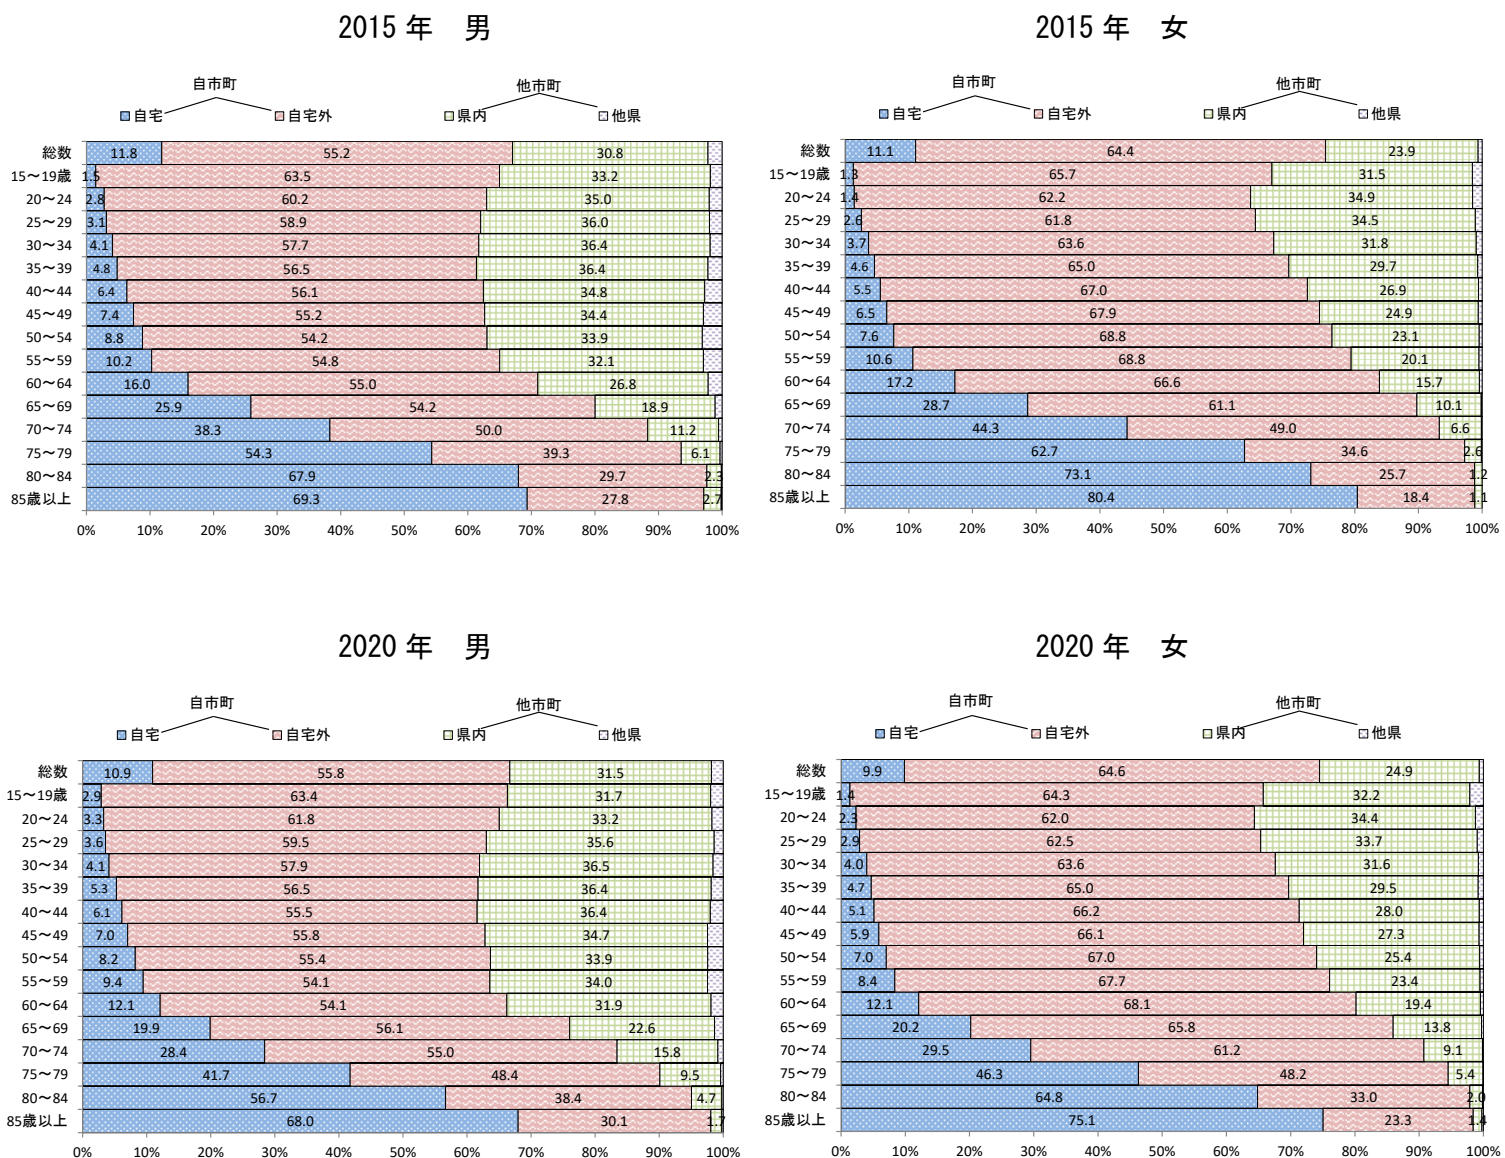 2015年　男
自市町　他市町
自宅　自宅外　県内　他県
総数 11.8 55.2 30.8
15～19歳 1.5 63.5 33.2
20～24 2.8 60.2 35.0
25～29 3.1 58.9 36.0
30～34 4.1 57.7 36.4
35～39 4.8 56.5 36.4
40～44 6.4 56.1 34.8
45～49 7.4 55.2 34.4
50～54 8.8 54.2 33.9
55～59 10.2 54.8 32.1
60～64 16.0 55.0 26.8
65～69 25.9 54.2 18.9
70～74 38.3 50.0 11.2
75～79 54.3 39.3 6.1
80～84 67.9 29.7 2.3
85歳以上 69.3 27.8 2.7
0% 10% 20% 30% 40% 50% 60% 70% 80% 90% 100%
2015年　女
自市町　他市町
自宅　自宅外　県内　他県
総数 11.1 64.4 23.9
15～19歳 1.3 65.7 31.5
20～24 1.4 62.2 34.9
25～29 2.6 61.8 34.5
30～34 3.7 63.6 31.8
35～39 4.6 65.0 29.7
40～44 5.5 67.0 26.9
45～49 6.5 67.9 24.9
50～54 7.6 68.8 23.1
55～59 10.6 68.8 20.1
60～64 17.2 66.6 15.7
65～69 28.7 61.1 10.1
70～74 44.3 49.0 6.6
75～79 62.7 34.6 2.6
80～84 73.1 25.7 1.2
85歳以上 80.4 18.4 1.1
0% 10% 20% 30% 40% 50% 60% 70% 80% 90% 100%
2020年　男
自市町　他市町
自宅　自宅外　県内　他県
総数 10.9 55.8 31.5
15～19歳 2.9 63.4 31.7
20～24 3.3 61.8 33.2
25～29 3.6 59.5 35.6
30～34 4.1 57.9 36.5
35～39 5.3 56.5 36.4
40～44 6.1 55.5 36.4
45～49 7.0 55.8 34.7
50～54 8.2 55.4 33.9
55～59 9.4 54.1 34.0
60～64 12.1 54.1 31.9
65～69 19.9 56.1 22.6
70～74 28.4 55.0 15.8
75～79 41.7 48.4 9.5
80～84 56.7 38.4 4.7
85歳以上 68.0 30.1 1.7
0% 10% 20% 30% 40% 50% 60% 70% 80% 90% 100%
2020年　女
自市町　他市町
自宅　自宅外　県内　他県
総数 9.9 64.6 24.9
15～19歳 1.4 64.3 32.2
20～24 2.3 62.0 34.4
25～29 2.9 62.5 33.7
30～34 4.0 63.6 31.6
35～39 4.7 65.0 29.5
40～44 5.1 66.2 28.0
45～49 5.9 66.1 27.3
50～54 7.0 67.0 25.4
55～59 8.4 67.7 23.4
60～64 12.1 68.1 19.4
65～69 20.2 65.8 13.8
70～74 29.5 61.2 9.1
75～79 46.3 48.2 5.4
80～84 64.8 33.0 2.0
85歳以上 75.1 23.3 1.4
0% 10% 20% 30% 40% 50% 60% 70% 80% 90% 100%